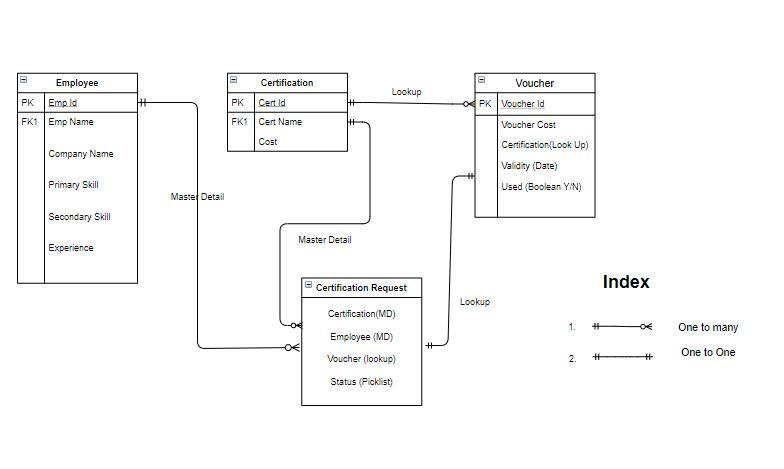 Employee
PK Emp Id
FK1 Emp Name
Company Name
Primary Skill
Secondary Skill
Experience
Master Detail
Certification
PK Cert Id
FK1 Cert Name
Cost
Lookup
Voucher
PK Voucher Id
Voucher Cost
Certification(Look Up)
Validity (Date)
Used (Boolean Y/N)
Master Detail
Certification Request
Certification(MD)
Employee (MD)
Voucher (lookup)
Status (Picklist)
Lookup
Index
1. One to many
2. One to One